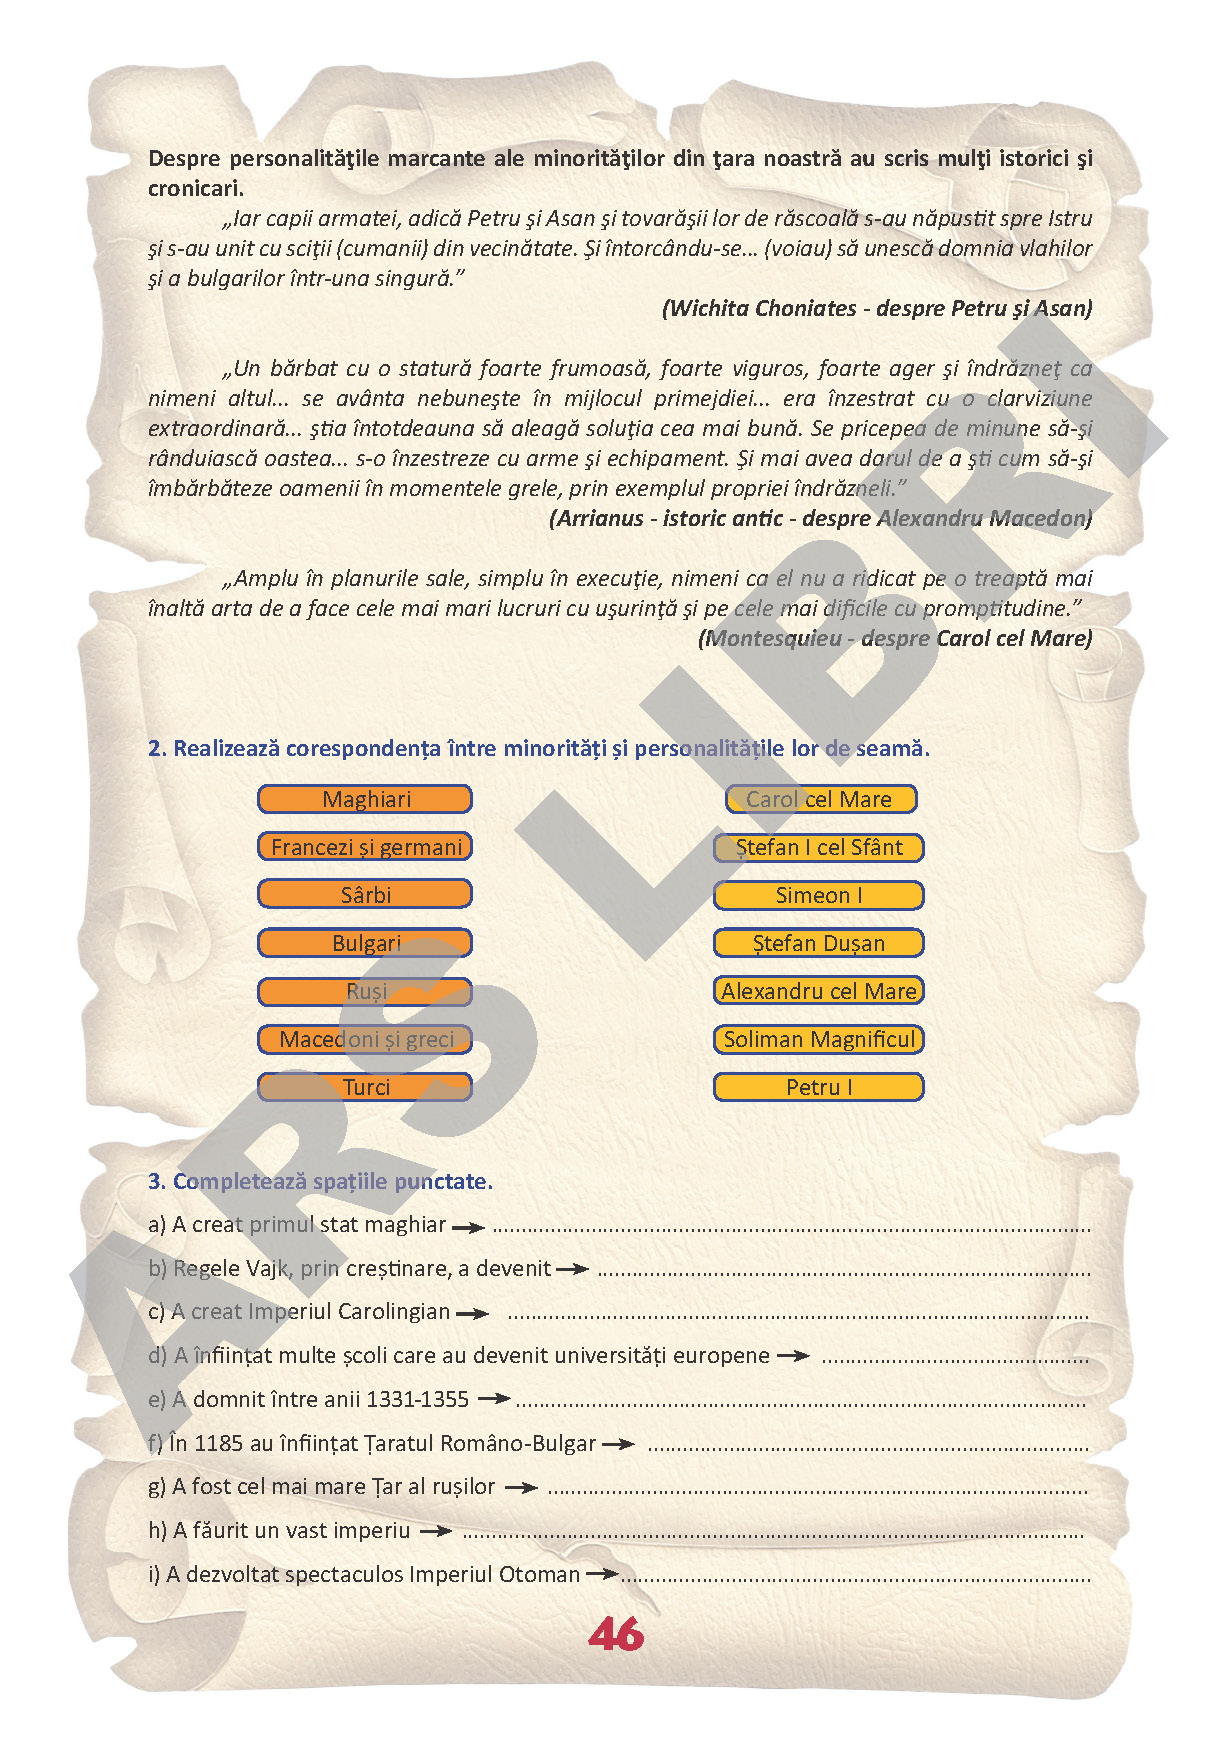 Despre personalităţile marcante ale minorităţilor din ţara noastră au scris mulţi istorici şi
cronicari.
„Iar capii armatei, adică Petru şi Asan şi tovarăşii lor de răscoală s-au năpustit spre Istru
şi s-au unit cu sciţii (cumanii) din vecinătate. Şi întorcându-se... (voiau) să unescă domnia vlahilor
şi a bulgarilor într-una singură.”
(Wichita Choniates - despre Petru şi Asan)
„Un bărbat cu o statură foarte frumoasă, foarte viguros, foarte ager şi îndrăzneţ ca
nimeni altul... se avânta nebuneşte în mijlocul primejdiei... era înzestrat cu o clarviziune
extraordinară... ştia întotdeauna să aleagă soluţia cea mai bună. Se pricepea de minune să-şi
rânduiască oastea... s-o înzestreze cu arme şi echipament. Şi mai avea darul de a şti cum să-şi
îmbărbăteze oamenii în momentele grele, prin exemplul propriei îndrăzneli.”
(Arrianus - istoric antic - despre Alexandru Macedon)
„Amplu în planurile sale, simplu în execuţie, nimeni ca el nu a ridicat pe o treaptă mai
înaltă arta de a face cele mai mari lucruri cu uşurinţă şi pe cele mai dificile cu promptitudine.”
(Montesquieu - despre Carol cel Mare)
2. Realizează corespondența între minorități și personalitățile lor de seamă.
Maghiari Carol cel Mare
Francezi și germani Ștefan I cel Sfânt
Sârbi Simeon I
Bulgari Ștefan Dușan
Ruși Alexandru cel Mare
Macedoni și greci Soliman Magnificul
Turci Petru I
3. Completează spațiile punctate.
a) A creat primul stat maghiar → ..........
b) Regele Vajk, prin creștinare, a devenit → ..........
c) A creat Imperiul Carolingian → ..........
d) A înființat multe școli care au devenit universități europene → ..........
e) A domnit între anii 1331-1355 → ..........
f) În 1185 au înființat Țaratul Româno-Bulgar → ..........
g) A fost cel mai mare Țar al rușilor → ..........
h) A făurit un vast imperiu → ..........
i) A dezvoltat spectaculos Imperiul Otoman → ..........
46
ARS LIBRI